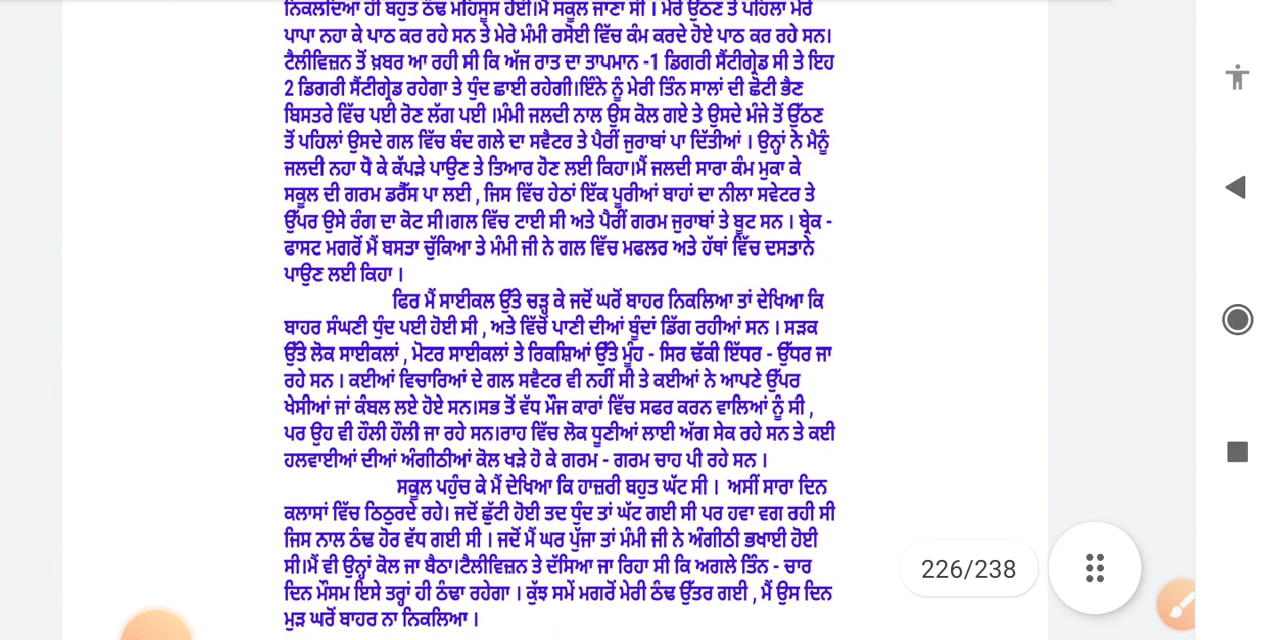 ਨਿਕਲਦਿਆਂ ਹੀ ਬਹੁਤ ਠੰਢ ਮਹਿਸੂਸ ਹੋਈ।ਮੈਂ ਸਕੂਲ ਜਾਣਾ ਸੀ । ਮੇਰੇ ਉੱਠਣ ਤੋਂ ਪਹਿਲਾਂ ਮੇਰੇ
ਪਾਪਾ ਨਹਾ ਕੇ ਪਾਠ ਕਰ ਰਹੇ ਸਨ ਤੇ ਮੇਰੇ ਮੰਮੀ ਰਸੋਈ ਵਿੱਚ ਕੰਮ ਕਰਦੇ ਹੋਏ ਪਾਠ ਕਰ ਰਹੇ ਸਨ।
ਟੈਲੀਵਿਜ਼ਨ ਤੋਂ ਖ਼ਬਰ ਆ ਰਹੀ ਸੀ ਕਿ ਅੱਜ ਰਾਤ ਦਾ ਤਾਪਮਾਨ -1 ਡਿਗਰੀ ਸੈਂਟੀਗ੍ਰੇਡ ਸੀ ਤੇ ਇਹ
2 ਡਿਗਰੀ ਸੈਂਟੀਗ੍ਰੇਡ ਰਹੇਗਾ ਤੇ ਧੁੰਦ ਛਾਈ ਰਹੇਗੀ।ਇੰਨੇ ਨੂੰ ਮੇਰੀ ਤਿੰਨ ਸਾਲਾਂ ਦੀ ਛੋਟੀ ਭੈਣ
ਬਿਸਤਰੇ ਵਿੱਚ ਪਈ ਰੋਣ ਲੱਗ ਪਈ ।ਮੰਮੀ ਜਲਦੀ ਨਾਲ ਉਸ ਕੋਲ ਗਏ ਤੇ ਉਸਦੇ ਮੰਜੇ ਤੋਂ ਉੱਠਣ
ਤੋਂ ਪਹਿਲਾਂ ਉਸਦੇ ਗਲ ਵਿੱਚ ਬੰਦ ਗਲੇ ਦਾ ਸਵੈਟਰ ਤੇ ਪੈਰੀਂ ਜੁਰਾਬਾਂ ਪਾ ਦਿੱਤੀਆਂ । ਉਨ੍ਹਾਂ ਨੇ ਮੈਨੂੰ
ਜਲਦੀ ਨਹਾ ਧੋ ਕੇ ਕੱਪੜੇ ਪਾਉਣ ਤੇ ਤਿਆਰ ਹੋਣ ਲਈ ਕਿਹਾ।ਮੈਂ ਜਲਦੀ ਸਾਰਾ ਕੰਮ ਮੁਕਾ ਕੇ
ਸਕੂਲ ਦੀ ਗਰਮ ਡਰੈੱਸ ਪਾ ਲਈ , ਜਿਸ ਵਿੱਚ ਹੇਠਾਂ ਇੱਕ ਪੂਰੀਆਂ ਬਾਹਾਂ ਦਾ ਨੀਲਾ ਸਵੇਟਰ ਤੇ
ਉੱਪਰ ਉਸੇ ਰੰਗ ਦਾ ਕੋਟ ਸੀ।ਗਲ ਵਿੱਚ ਟਾਈ ਸੀ ਅਤੇ ਪੈਰੀਂ ਗਰਮ ਜੁਰਾਬਾਂ ਤੇ ਬੂਟ ਸਨ । ਬ੍ਰੇਕ -
ਫਾਸਟ ਮਗਰੋਂ ਮੈਂ ਬਸਤਾ ਚੁੱਕਿਆ ਤੇ ਮੰਮੀ ਜੀ ਨੇ ਗਲ ਵਿੱਚ ਮਫਲਰ ਅਤੇ ਹੱਥਾਂ ਵਿੱਚ ਦਸਤਾਨੇ
ਪਾਉਣ ਲਈ ਕਿਹਾ ।
ਫਿਰ ਮੈਂ ਸਾਈਕਲ ਉੱਤੇ ਚੜ੍ਹ ਕੇ ਜਦੋਂ ਘਰੋਂ ਬਾਹਰ ਨਿਕਲਿਆ ਤਾਂ ਦੇਖਿਆ ਕਿ
ਬਾਹਰ ਸੰਘਣੀ ਧੁੰਦ ਪਈ ਹੋਈ ਸੀ , ਅਤੇ ਵਿੱਚੋਂ ਪਾਣੀ ਦੀਆਂ ਬੂੰਦਾਂ ਡਿੱਗ ਰਹੀਆਂ ਸਨ । ਸੜਕ
ਉੱਤੇ ਲੋਕ ਸਾਈਕਲਾਂ , ਮੋਟਰ ਸਾਈਕਲਾਂ ਤੇ ਰਿਕਸ਼ਿਆਂ ਉੱਤੇ ਮੂੰਹ - ਸਿਰ ਢੱਕੀ ਇੱਧਰ - ਉੱਧਰ ਜਾ
ਰਹੇ ਸਨ । ਕਈਆਂ ਵਿਚਾਰਿਆਂ ਦੇ ਗਲ ਸਵੈਟਰ ਵੀ ਨਹੀਂ ਸੀ ਤੇ ਕਈਆਂ ਨੇ ਆਪਣੇ ਉੱਪਰ
ਖੇਸੀਆਂ ਜਾਂ ਕੰਬਲ ਲਏ ਹੋਏ ਸਨ।ਸਭ ਤੋਂ ਵੱਧ ਮੌਜ ਕਾਰਾਂ ਵਿੱਚ ਸਫਰ ਕਰਨ ਵਾਲਿਆਂ ਨੂੰ ਸੀ ,
ਪਰ ਉਹ ਵੀ ਹੌਲੀ ਹੌਲੀ ਜਾ ਰਹੇ ਸਨ।ਰਾਹ ਵਿੱਚ ਲੋਕ ਧੂਣੀਆਂ ਲਾਈ ਅੱਗ ਸੇਕ ਰਹੇ ਸਨ ਤੇ ਕਈ
ਹਲਵਾਈਆਂ ਦੀਆਂ ਅੰਗੀਠੀਆਂ ਕੋਲ ਖੜੇ ਹੋ ਕੇ ਗਰਮ - ਗਰਮ ਚਾਹ ਪੀ ਰਹੇ ਸਨ ।
ਸਕੂਲ ਪਹੁੰਚ ਕੇ ਮੈਂ ਦੇਖਿਆ ਕਿ ਹਾਜ਼ਰੀ ਬਹੁਤ ਘੱਟ ਸੀ । ਅਸੀਂ ਸਾਰਾ ਦਿਨ
ਕਲਾਸਾਂ ਵਿੱਚ ਠਿਠੁਰਦੇ ਰਹੇ। ਜਦੋਂ ਛੁੱਟੀ ਹੋਈ ਤਦ ਧੁੰਦ ਤਾਂ ਘੱਟ ਗਈ ਸੀ ਪਰ ਹਵਾ ਵਗ ਰਹੀ ਸੀ
ਜਿਸ ਨਾਲ ਠੰਢ ਹੋਰ ਵੱਧ ਗਈ ਸੀ । ਜਦੋਂ ਮੈਂ ਘਰ ਪੁੱਜਾ ਤਾਂ ਮੰਮੀ ਜੀ ਨੇ ਅੰਗੀਠੀ ਭਖਾਈ ਹੋਈ
ਸੀ।ਮੈਂ ਵੀ ਉਨ੍ਹਾਂ ਕੋਲ ਜਾ ਬੈਠਾ।ਟੈਲੀਵਿਜ਼ਨ ਤੇ ਦੱਸਿਆ ਜਾ ਰਿਹਾ ਸੀ ਕਿ ਅਗਲੇ ਤਿੰਨ - ਚਾਰ
ਦਿਨ ਮੌਸਮ ਇਸੇ ਤਰ੍ਹਾਂ ਹੀ ਠੰਢਾ ਰਹੇਗਾ । ਕੁੱਝ ਸਮੇਂ ਮਗਰੋਂ ਮੇਰੀ ਠੰਢ ਉੱਤਰ ਗਈ , ਮੈਂ ਉਸ ਦਿਨ
ਮੁੜ ਘਰੋਂ ਬਾਹਰ ਨਾ ਨਿਕਲਿਆ ।
226/238